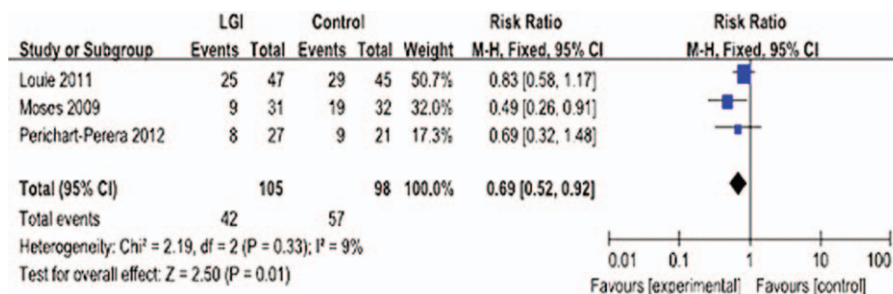 LGI Control Risk Ratio Risk Ratio
Study or Subgroup Events Total Events Total Weight M-H, Fixed, 95% CI M-H, Fixed, 95% CI
Louie 2011 25 47 29 45 50.7% 0.83 [0.58, 1.17]
Moses 2009 9 31 19 32 32.0% 0.49 [0.26, 0.91]
Perichart-Perera 2012 8 27 9 21 17.3% 0.69 [0.32, 1.48]
Total (95% CI) 105 98 100.0% 0.69 [0.52, 0.92]
Total events 42 57
Heterogeneity: Chi² = 2.19, df = 2 (P = 0.33); I² = 9%
Test for overall effect: Z = 2.50 (P = 0.01)
0.01 0.1 1 10 100
Favours [experimental] Favours [control]